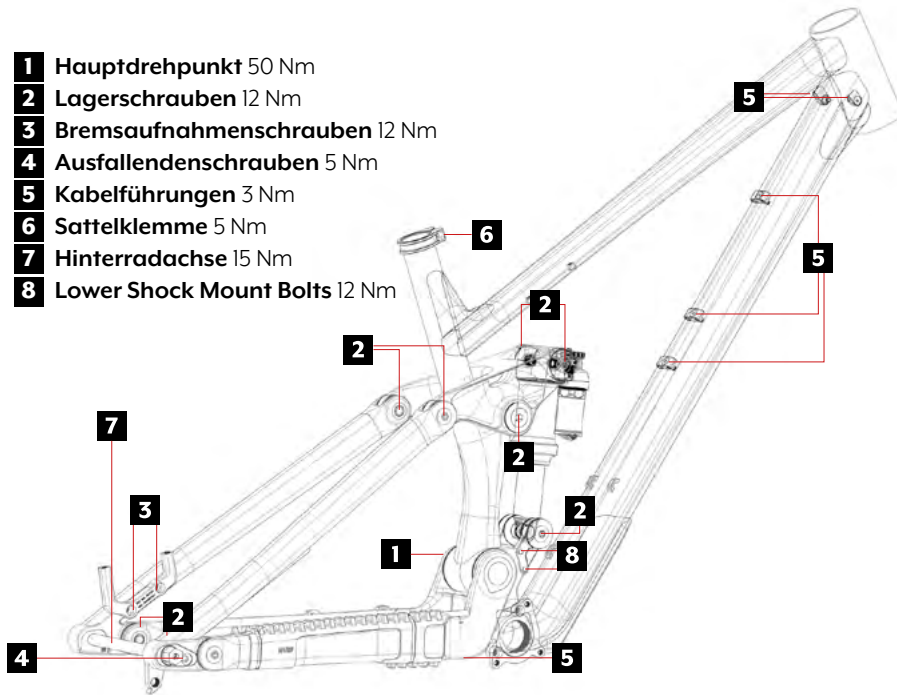 1 Hauptdrehpunkt 50 Nm
2 Lagerschrauben 12 Nm
3 Bremsaufnahmenschrauben 12 Nm
4 Ausfallendenschrauben 5 Nm
5 Kabelführungen 3 Nm
6 Sattelklemme 5 Nm
7 Hinterradachse 15 Nm
8 Lower Shock Mount Bolts 12 Nm
5
6
5
2
2
7
2
3
2
1
8
2
4
5